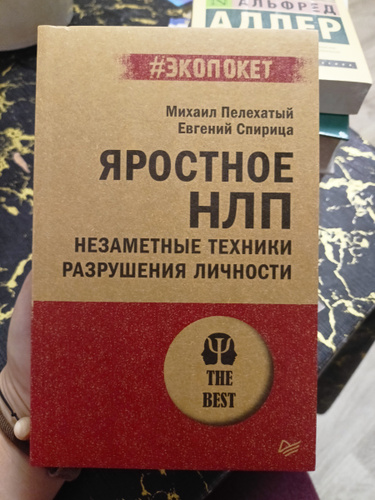 АЛЬФРЕД
АДЛЕР
#ЭКОПОКЕТ
Михаил Пелехатый
Евгений Спирица
ЯРОСТНОЕ
НЛП
НЕЗАМЕТНЫЕ ТЕХНИКИ
РАЗРУШЕНИЯ ЛИЧНОСТИ
Ψ
THE
BEST